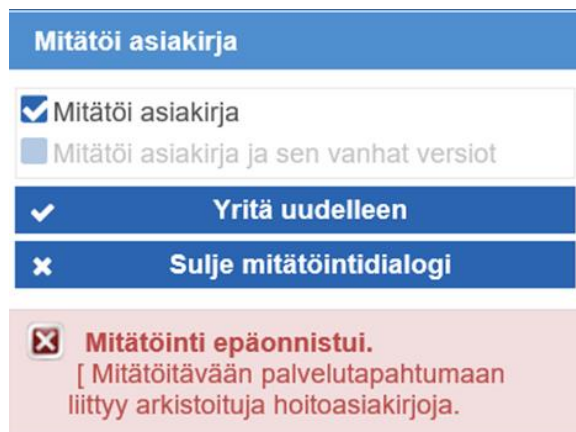 Mitätöi asiakirja
Mitätöi asiakirja
Mitätöi asiakirja ja sen vanhat versiot
Yritä uudelleen
Sulje mitätöintidialogi
Mitätöinti epäonnistui.
[ Mitätöitävään palvelutapahtumaan
liittyy arkistoituja hoitoasiakirjoja.